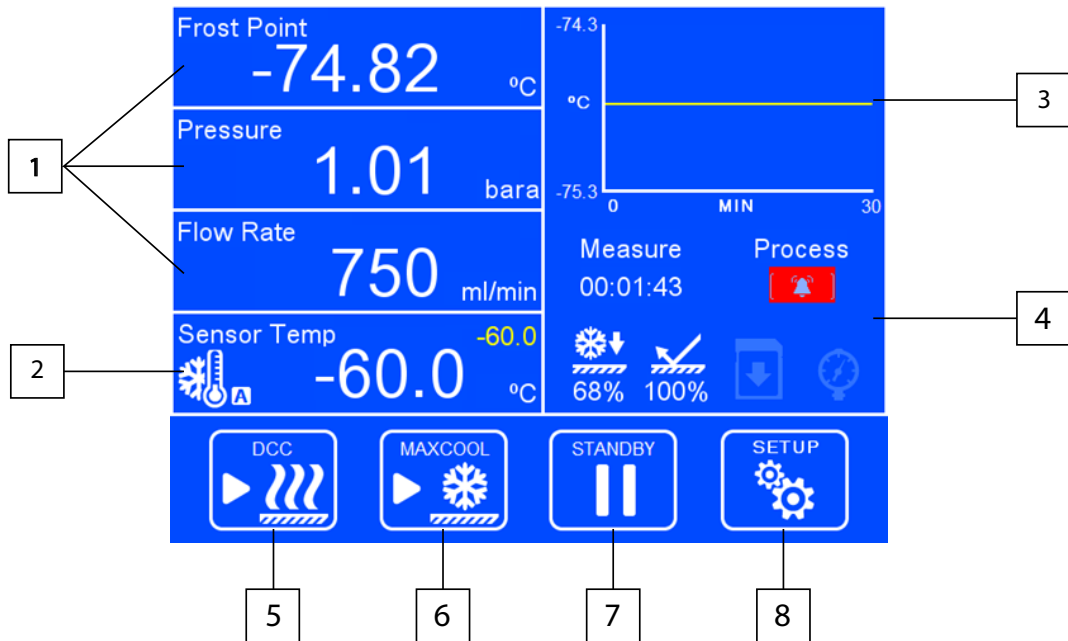 Frost Point
-74.82 ºC
Pressure
1.01 bara
Flow Rate
750 ml/min
Sensor Temp -60.0
A -60.0 ºC
-74.3
ºC
-75.3
0 MIN 30
Measure Process
00:01:43
68% 100%
DCC MAXCOOL STANDBY SETUP
1
2
3
4
5 6 7 8